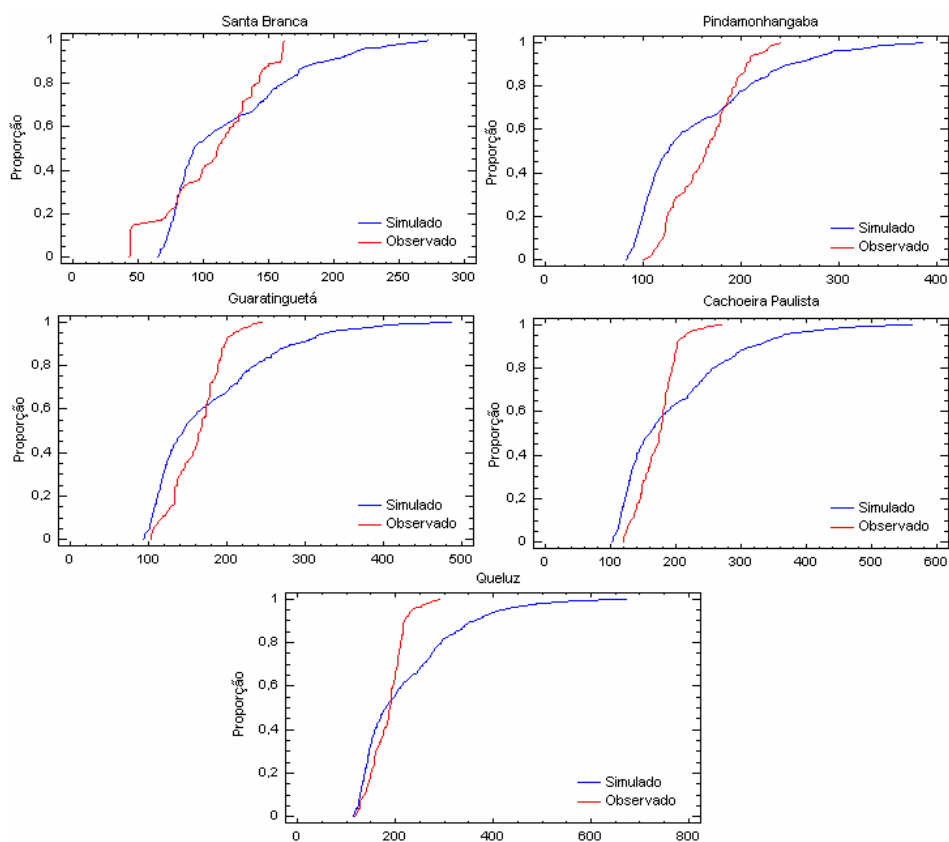 Santa Branca
Proporção
1
0,8
0,6
0,4
0,2
0
0 50 100 150 200 250 300
Simulado
Observado
Pindamonhangaba
Proporção
1
0,8
0,6
0,4
0,2
0
0 100 200 300 400
Simulado
Observado
Guaratinguetá
Proporção
1
0,8
0,6
0,4
0,2
0
0 100 200 300 400 500
Simulado
Observado
Cachoeira Paulista
Proporção
1
0,8
0,6
0,4
0,2
0
0 100 200 300 400 500 600
Simulado
Observado
Queluz
Proporção
1
0,8
0,6
0,4
0,2
0
0 200 400 600 800
Simulado
Observado